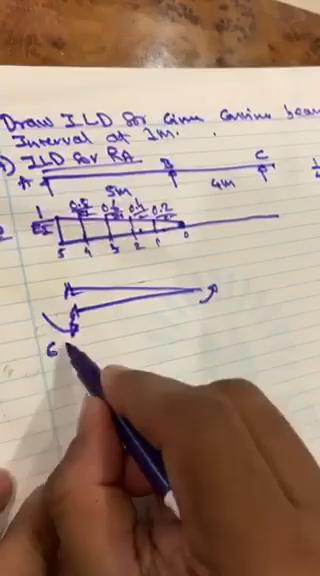 Draw ILD for Given Carries beam
Interval at 1m.
A) ILD for RA
A B C
5m 4m
1 0.8 0.6 0.4 0.2
5 4 3 2 1 0